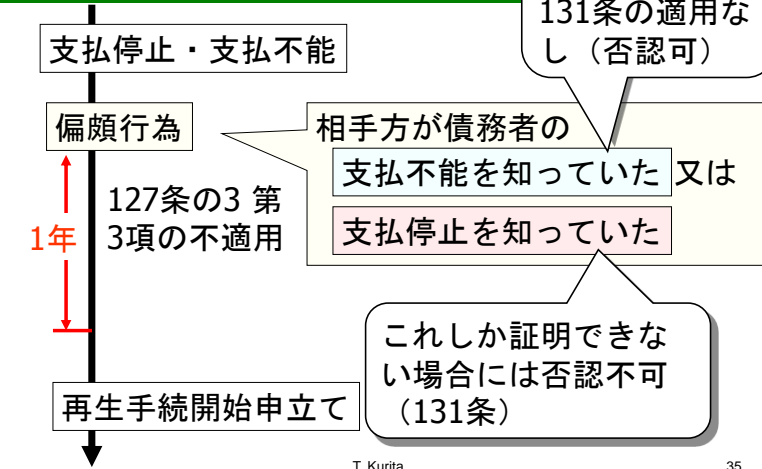 131条の適用な
し（否認可）
支払停止・支払不能
偏頗行為
相手方が債務者の
支払不能を知っていた 又は
支払停止を知っていた
127条の3 第
3項の不適用
1年
これしか証明できな
い場合には否認不可
（131条）
再生手続開始申立て
T. Kurita
35